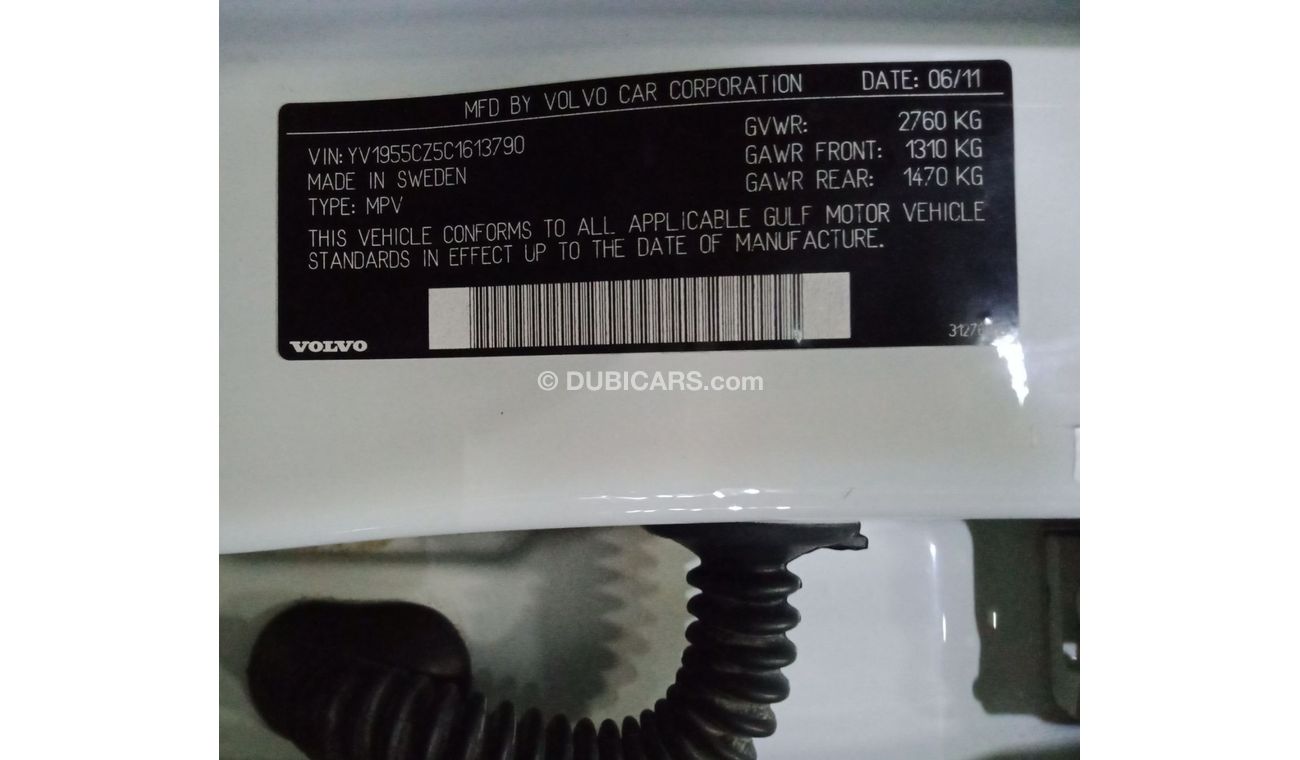 MFD BY VOLVO CAR CORPORATION DATE: 06/11
VIN: YV1955CZ5C1613790 GVWR: 2760 KG
MADE IN SWEDEN GAWR FRONT: 1310 KG
TYPE: MPV GAWR REAR: 1470 KG
THIS VEHICLE CONFORMS TO ALL APPLICABLE GULF MOTOR VEHICLE
STANDARDS IN EFFECT UP TO THE DATE OF MANUFACTURE.
VOLVO
© DUBICARS.com